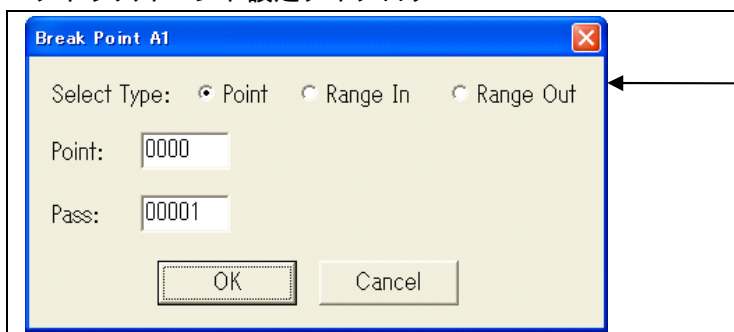 Break Point A1
Select Type: Point Range In Range Out
Point: 0000
Pass: 00001
OK Cancel